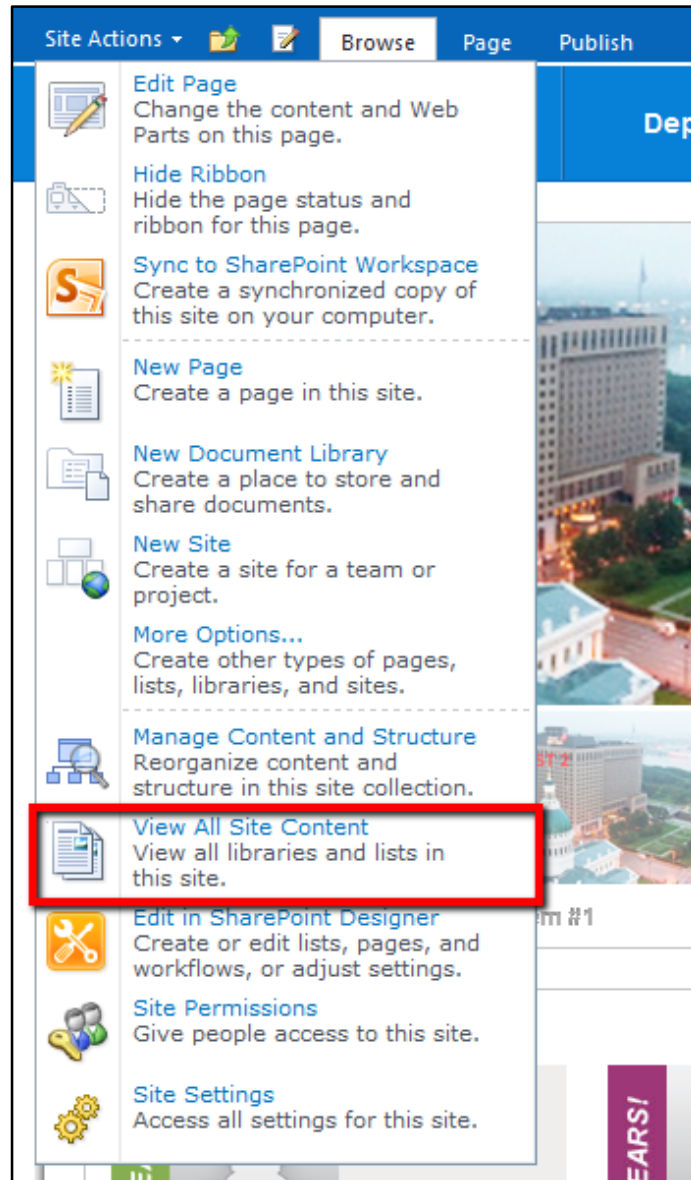 Site Actions
Browse
Page
Publish
Edit Page
Change the content and Web
Parts on this page.
Hide Ribbon
Hide the page status and
ribbon for this page.
Sync to SharePoint Workspace
Create a synchronized copy of
this site on your computer.
New Page
Create a page in this site.
New Document Library
Create a place to store and
share documents.
New Site
Create a site for a team or
project.
More Options...
Create other types of pages,
lists, libraries, and sites.
Manage Content and Structure
Reorganize content and
structure in this site collection.
View All Site Content
View all libraries and lists in
this site.
Edit in SharePoint Designer
Create or edit lists, pages, and
workflows, or adjust settings.
Site Permissions
Give people access to this site.
Site Settings
Access all settings for this site.
Dep
ST 2
em #1
EARS!